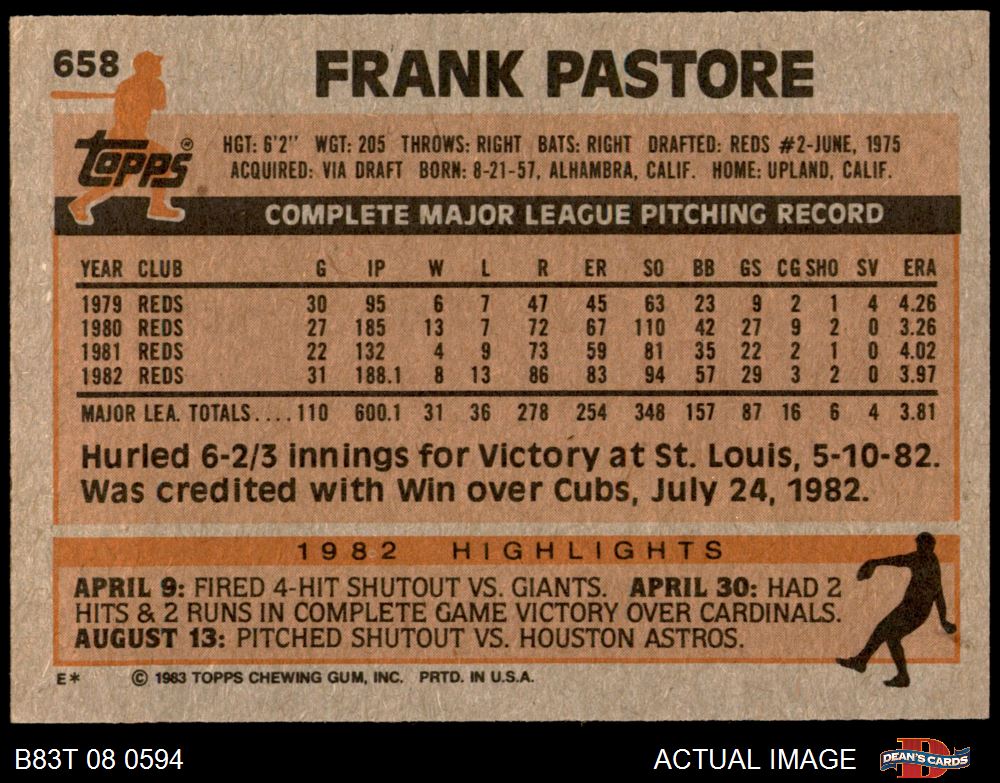 658
FRANK PASTORE
topps®
HGT: 6'2" WGT: 205 THROWS: RIGHT BATS: RIGHT DRAFTED: REDS #2-JUNE, 1975
ACQUIRED: VIA DRAFT BORN: 8-21-57, ALHAMBRA, CALIF. HOME: UPLAND, CALIF.
COMPLETE MAJOR LEAGUE PITCHING RECORD
YEAR CLUB G IP W L R ER SO BB GS CG SHO SV ERA
1979 REDS 30 95 6 7 47 45 63 23 9 2 1 4 4.26
1980 REDS 27 185 13 7 72 67 110 42 27 9 2 0 3.26
1981 REDS 22 132 4 9 73 59 81 35 22 2 1 0 4.02
1982 REDS 31 188.1 8 13 86 83 94 57 29 3 2 0 3.97
MAJOR LEA. TOTALS.... 110 600.1 31 36 278 254 348 157 87 16 6 4 3.81
Hurled 6-2/3 innings for Victory at St. Louis, 5-10-82.
Was credited with Win over Cubs, July 24, 1982.
1982 HIGHLIGHTS
APRIL 9: FIRED 4-HIT SHUTOUT VS. GIANTS. APRIL 30: HAD 2
HITS & 2 RUNS IN COMPLETE GAME VICTORY OVER CARDINALS.
AUGUST 13: PITCHED SHUTOUT VS. HOUSTON ASTROS.
E* © 1983 TOPPS CHEWING GUM, INC. PRTD. IN U.S.A.
B83T 08 0594 ACTUAL IMAGE
D
DEAN'S CARDS